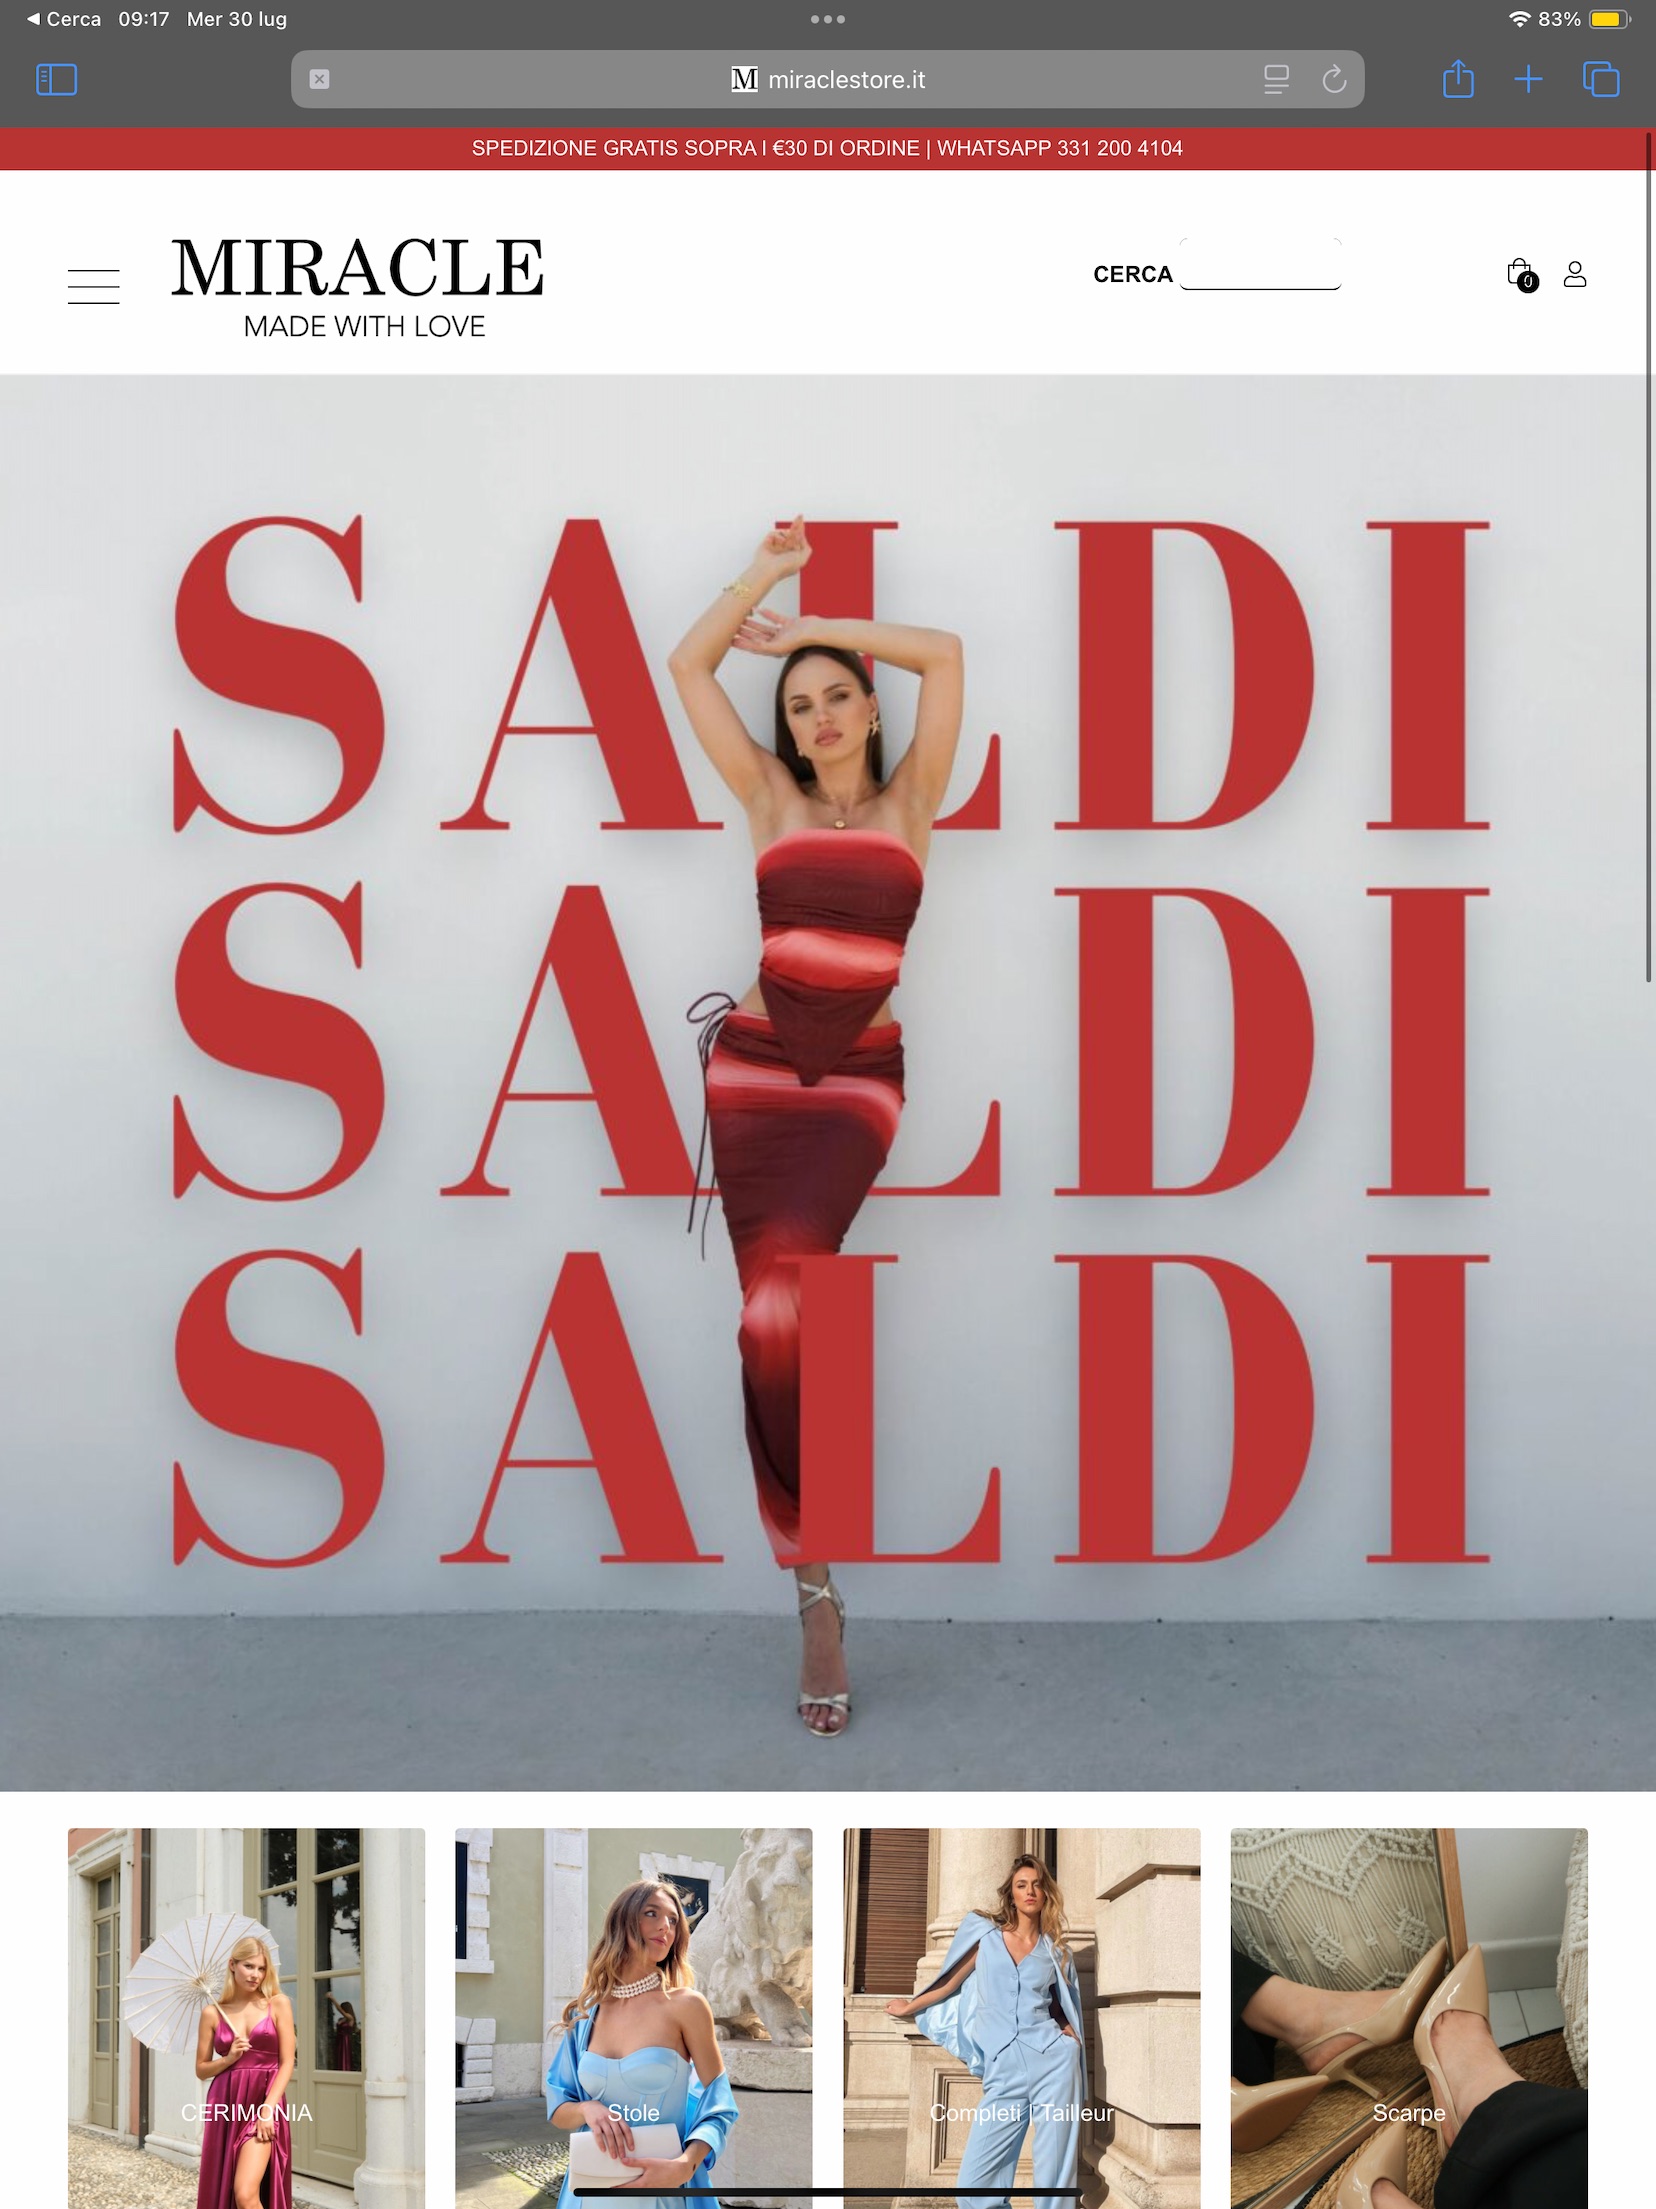 Cerca 09:17 Mer 30 lug 83%
M miraclestore.it
SPEDIZIONE GRATIS SOPRA I €30 DI ORDINE | WHATSAPP 331 200 4104
MIRACLE
MADE WITH LOVE
CERCA
0
SALDI
SALDI
SALDI
CERIMONIA
Stole
Completi | Tailleur
Scarpe